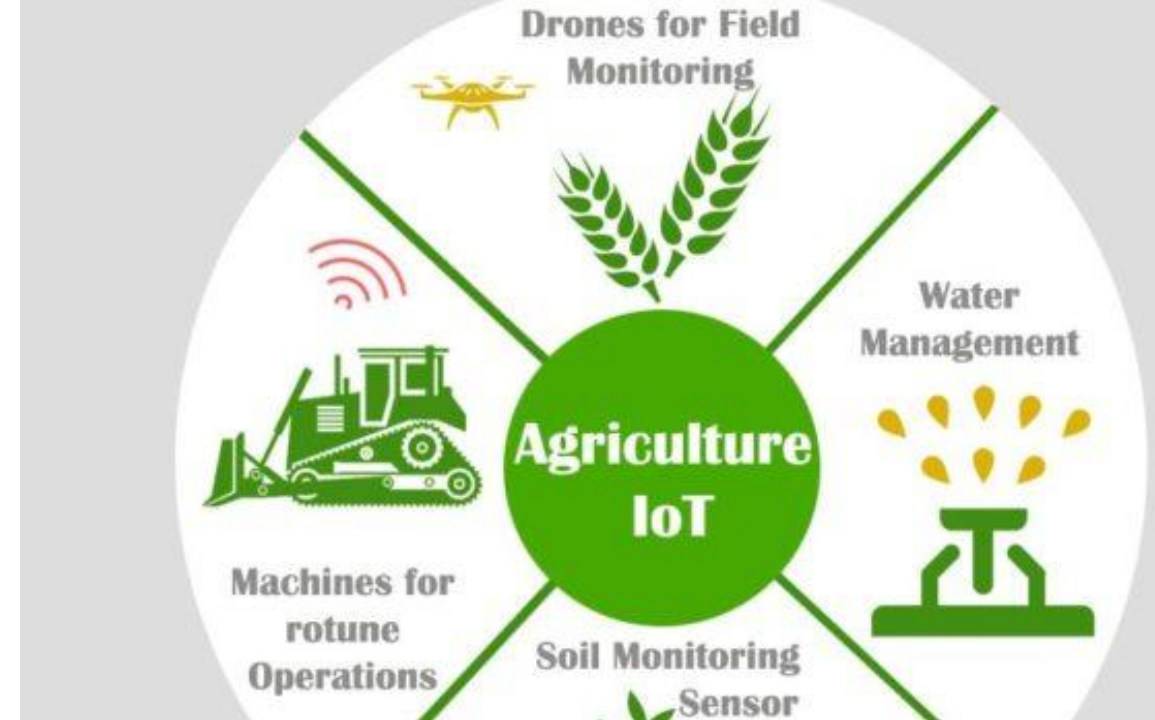 Drones for Field
Monitoring
Water
Management
Agriculture
IoT
Machines for
rotune
Operations
Soil Monitoring
Sensor